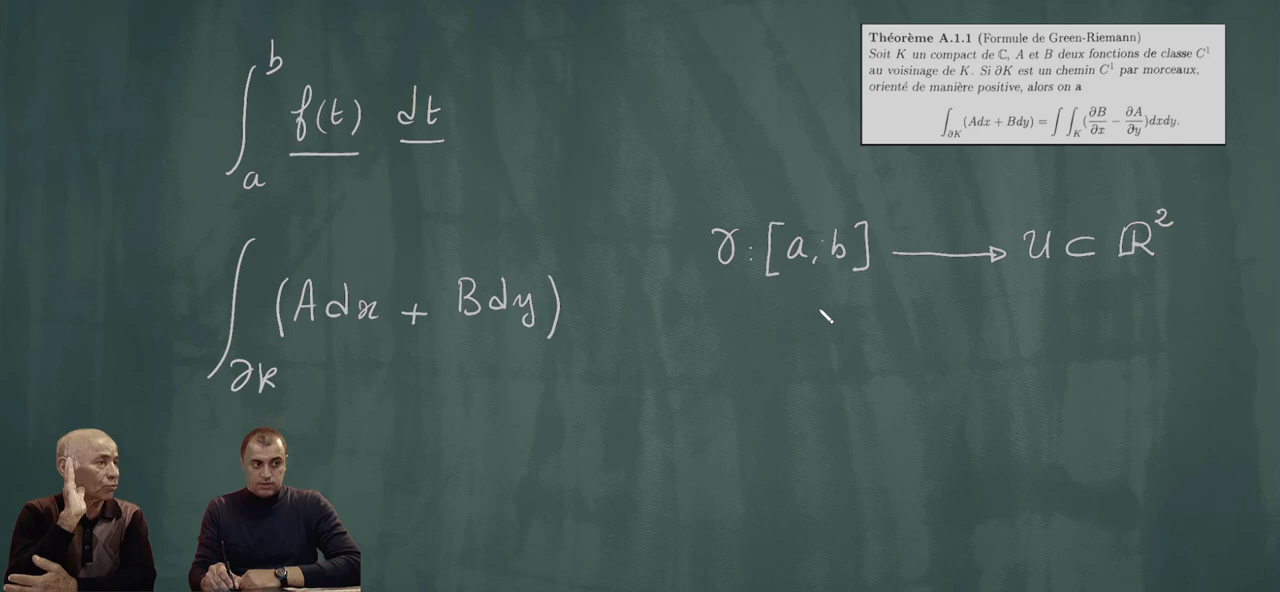 ∫_a^b f(t) dt
∫_∂K (Adx + Bdy)
Théorème A.1.1 (Formule de Green-Riemann)
Soit K un compact de ℂ, A et B deux fonctions de classe C¹
au voisinage de K. Si ∂K est un chemin C¹ par morceaux,
orienté de manière positive, alors on a
∫_∂K (Adx + Bdy) = ∫∫_K (∂B/∂x − ∂A/∂y)dxdy.
γ : [a; b] ⟶ U ⊂ ℝ²